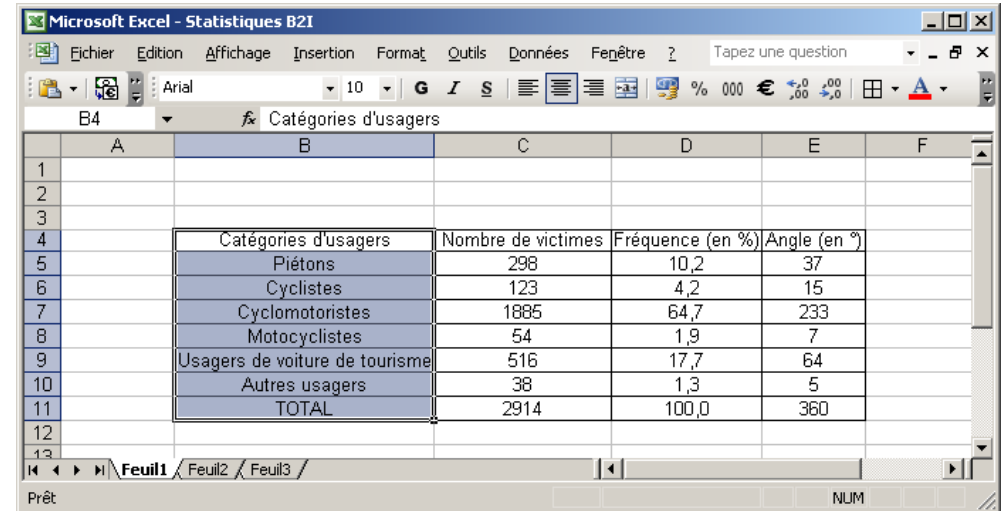 Microsoft Excel - Statistiques B2I
Fichier Edition Affichage Insertion Format Outils Données Fenêtre ? Tapez une question
Arial 10 G I S % 000 € ,00 ,00 A
B4 fx Catégories d'usagers
A B C D E F
1
2
3
4 Catégories d'usagers Nombre de victimes Fréquence (en %) Angle (en °)
5 Piétons 298 10,2 37
6 Cyclistes 123 4,2 15
7 Cyclomotoristes 1885 64,7 233
8 Motocyclistes 54 1,9 7
9 Usagers de voiture de tourisme 516 17,7 64
10 Autres usagers 38 1,3 5
11 TOTAL 2914 100,0 360
12
13
Feuil1 Feuil2 Feuil3
Prêt NUM